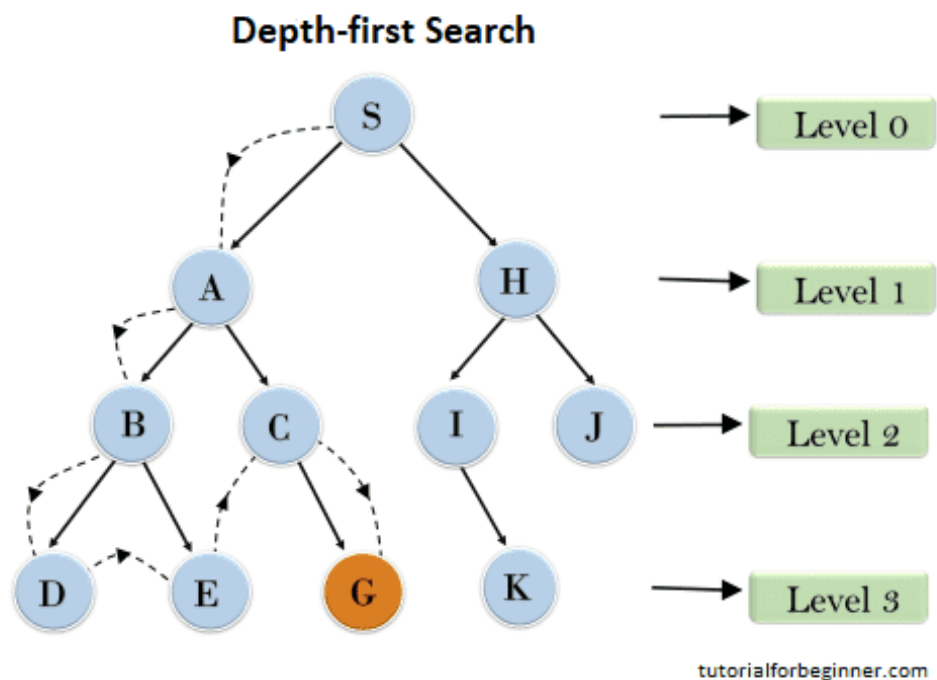 Depth-first Search
S
Level 0
A
H
Level 1
B
C
I
J
Level 2
D
E
G
K
Level 3
tutorialforbeginner.com